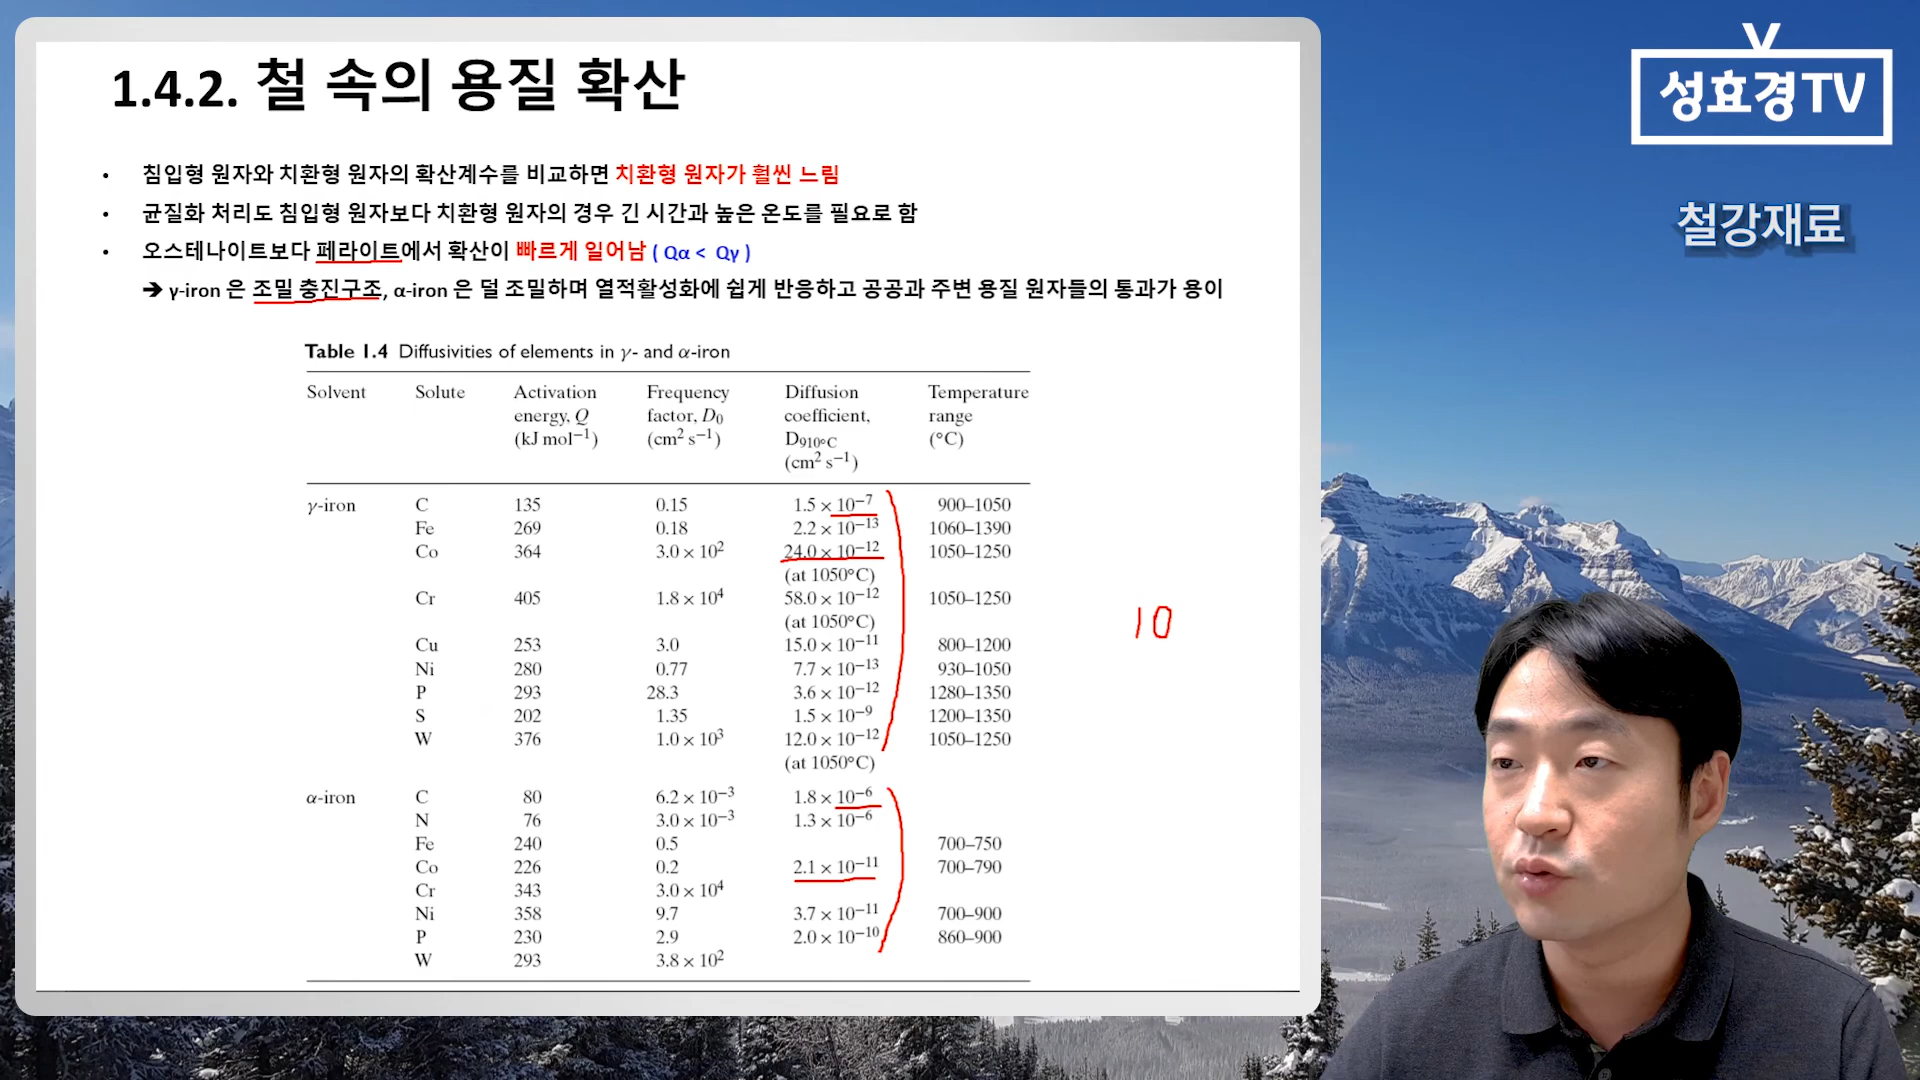 1.4.2. 철 속의 용질 확산
• 침입형 원자와 치환형 원자의 확산계수를 비교하면 치환형 원자가 훨씬 느림
• 균질화 처리도 침입형 원자보다 치환형 원자의 경우 긴 시간과 높은 온도를 필요로 함
• 오스테나이트보다 페라이트에서 확산이 빠르게 일어남 ( Qα < Qγ )
➔ γ-iron 은 조밀 충진구조, α-iron 은 덜 조밀하며 열적활성화에 쉽게 반응하고 공공과 주변 용질 원자들의 통과가 용이
Table 1.4 Diffusivities of elements in γ- and α-iron
Solvent Solute Activation Frequency Diffusion Temperature
energy, Q factor, D₀ coefficient, range
(kJ mol⁻¹) (cm² s⁻¹) D910°C (°C)
(cm² s⁻¹)
γ-iron C 135 0.15 1.5 × 10⁻⁷ 900–1050
Fe 269 0.18 2.2 × 10⁻¹³ 1060–1390
Co 364 3.0 × 10² 24.0 × 10⁻¹² 1050–1250
(at 1050°C)
Cr 405 1.8 × 10⁴ 58.0 × 10⁻¹² 1050–1250
(at 1050°C)
Cu 253 3.0 15.0 × 10⁻¹¹ 800–1200
Ni 280 0.77 7.7 × 10⁻¹³ 930–1050
P 293 28.3 3.6 × 10⁻¹² 1280–1350
S 202 1.35 1.5 × 10⁻⁹ 1200–1350
W 376 1.0 × 10³ 12.0 × 10⁻¹² 1050–1250
(at 1050°C)
α-iron C 80 6.2 × 10⁻³ 1.8 × 10⁻⁶
N 76 3.0 × 10⁻³ 1.3 × 10⁻⁶
Fe 240 0.5 700–750
Co 226 0.2 2.1 × 10⁻¹¹ 700–790
Cr 343 3.0 × 10⁴
Ni 358 9.7 3.7 × 10⁻¹¹ 700–900
P 230 2.9 2.0 × 10⁻¹⁰ 860–900
W 293 3.8 × 10²
10
성효경TV
철강재료